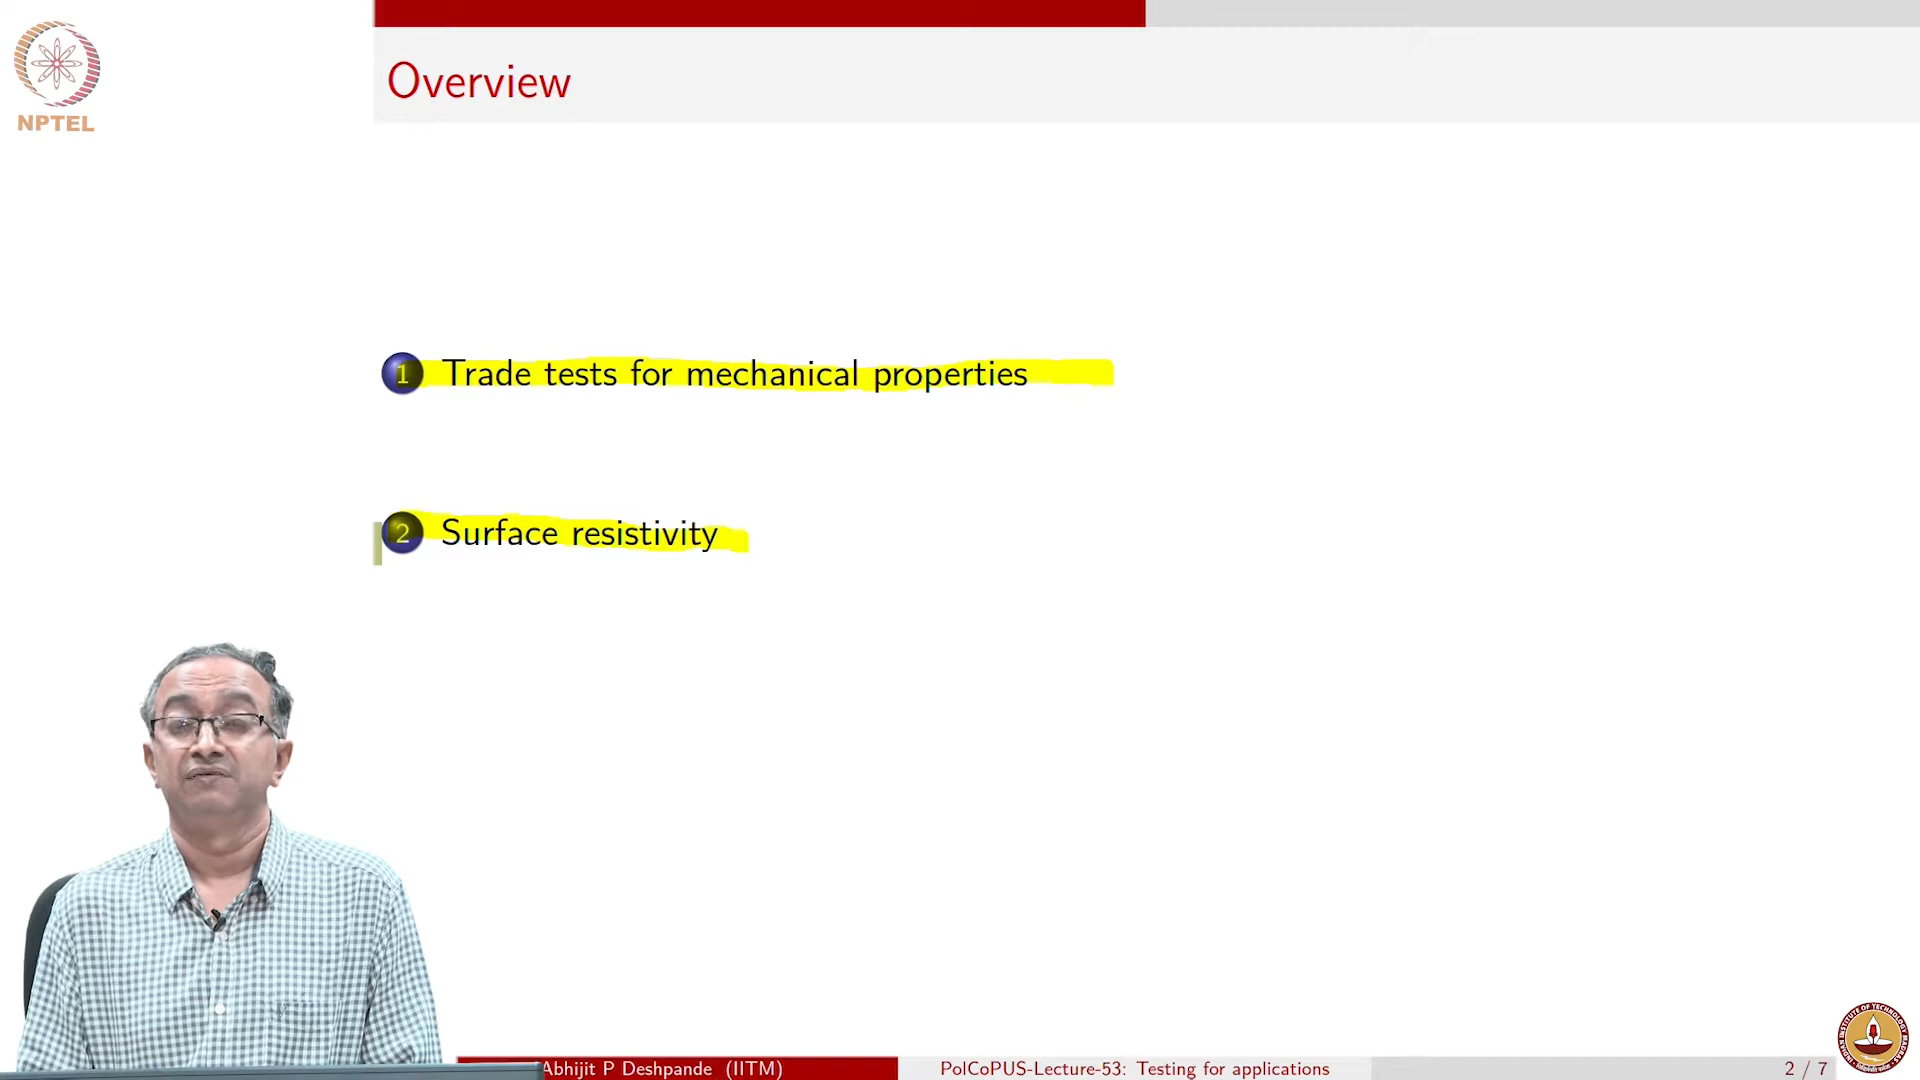 NPTEL
Overview
1 Trade tests for mechanical properties
2 Surface resistivity
Abhijit P Deshpande (IITM)
PolCoPUS-Lecture-53: Testing for applications
2 / 7